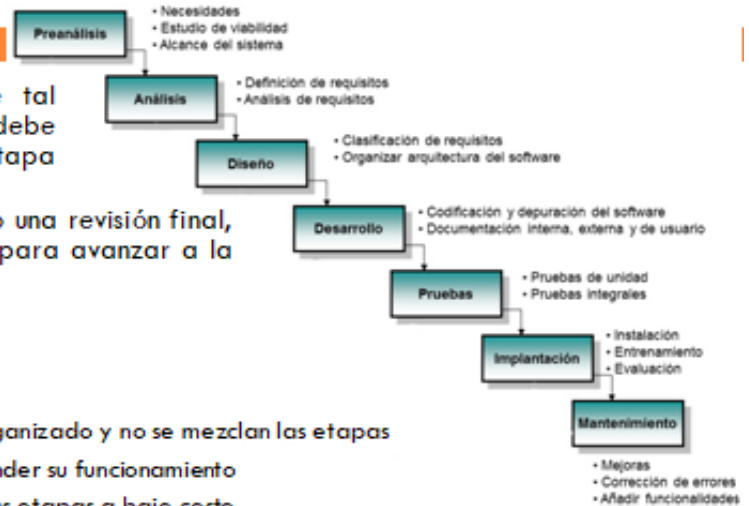 Preanálisis
• Necesidades
• Estudio de viabilidad
• Alcance del sistema
tal
debe
Análisis
• Definición de requisitos
• Análisis de requisitos
Diseño
• Clasificación de requisitos
• Organizar arquitectura del software
una revisión final,
para avanzar a la
Desarrollo
• Codificación y depuración del software
• Documentación interna, externa y de usuario
Pruebas
• Pruebas de unidad
• Pruebas integrales
Implantación
• Instalación
• Entrenamiento
• Evaluación
y no se mezclan las etapas
su funcionamiento
etapas a bajo costo
Mantenimiento
• Mejoras
• Corrección de errores
• Añadir funcionalidades